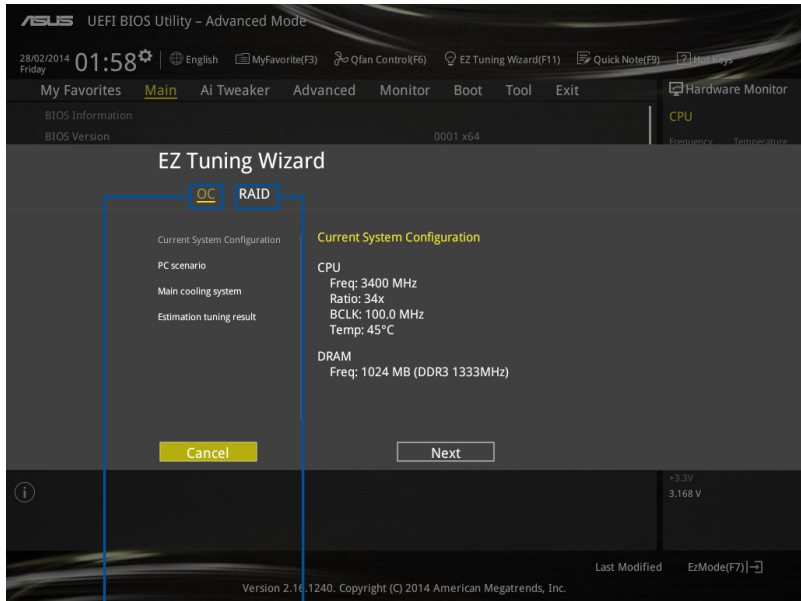 ASUS UEFI BIOS Utility – Advanced Mode
28/02/2014 01:58 English MyFavorite(F3) Qfan Control(F6) EZ Tuning Wizard(F11) Quick Note(F9) ? Hot Keys
Friday
My Favorites Main Ai Tweaker Advanced Monitor Boot Tool Exit Hardware Monitor
BIOS Information CPU
BIOS Version 0001 x64
Frequency Temperature
EZ Tuning Wizard
OC RAID
Current System Configuration
PC scenario
Main cooling system
Estimation tuning result
Current System Configuration
CPU
Freq: 3400 MHz
Ratio: 34x
BCLK: 100.0 MHz
Temp: 45°C
DRAM
Freq: 1024 MB (DDR3 1333MHz)
Cancel Next
+3.3V
3.168 V
i
Last Modified EzMode(F7)
Version 2.16.1240. Copyright (C) 2014 American Megatrends, Inc.